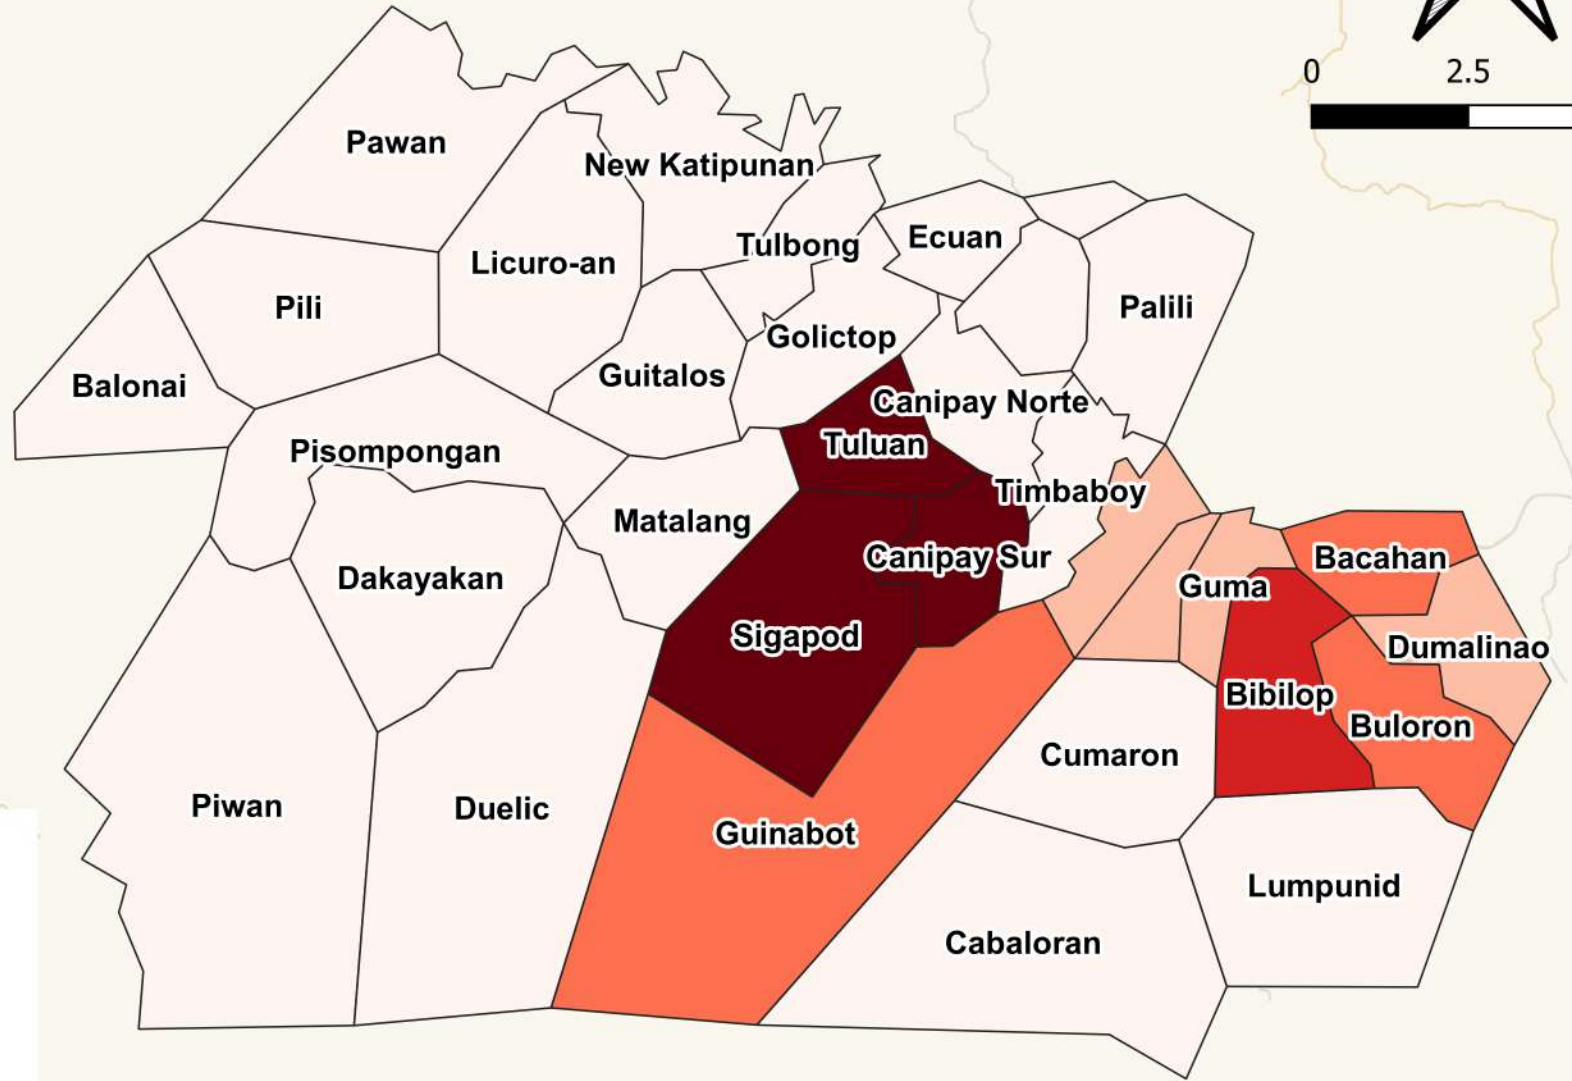 0
2.5
Pawan
New Katipunan
Tulbong
Ecuan
Licuro-an
Pili
Palili
Golictop
Guitalos
Balonai
Canipay Norte
Tuluan
Pisompongan
Timbaboy
Matalang
Canipay Sur
Bacahan
Dakayakan
Guma
Sigapod
Dumalinao
Bibilop
Buloron
Cumaron
Piwan
Duelic
Guinabot
Lumpunid
Cabaloran